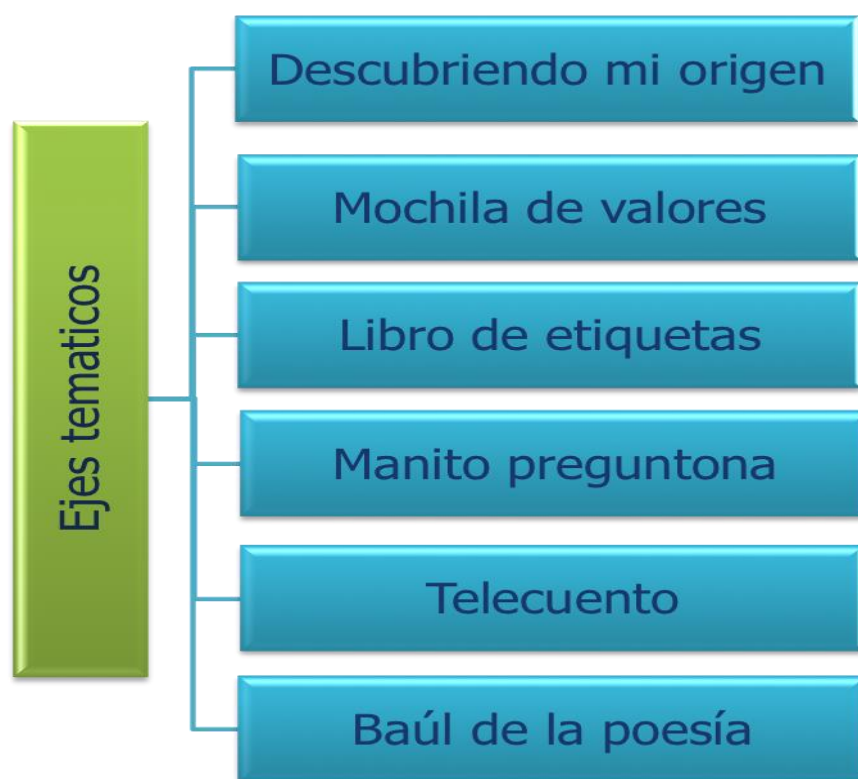 Ejes tematicos
Descubriendo mi origen
Mochila de valores
Libro de etiquetas
Manito preguntona
Telecuento
Baúl de la poesía